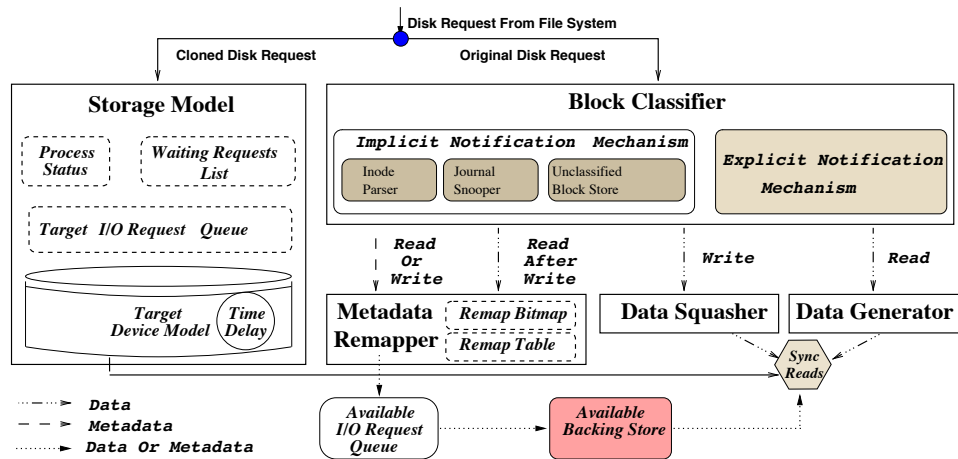 Disk Request From File System
Cloned Disk Request
Original Disk Request
Storage Model
Process
Status
Waiting Requests
List
Target I/O Request Queue
Target
Device Model
Time
Delay
Block Classifier
Implicit Notification Mechanism
Inode
Parser
Journal
Snooper
Unclassified
Block Store
Explicit Notification
Mechanism
Read
Or
Write
Read
After
Write
Write
Read
Metadata
Remapper
Remap Bitmap
Remap Table
Data Squasher
Data Generator
Sync
Reads
Data
Metadata
Data Or Metadata
Available
I/O Request
Queue
Available
Backing Store